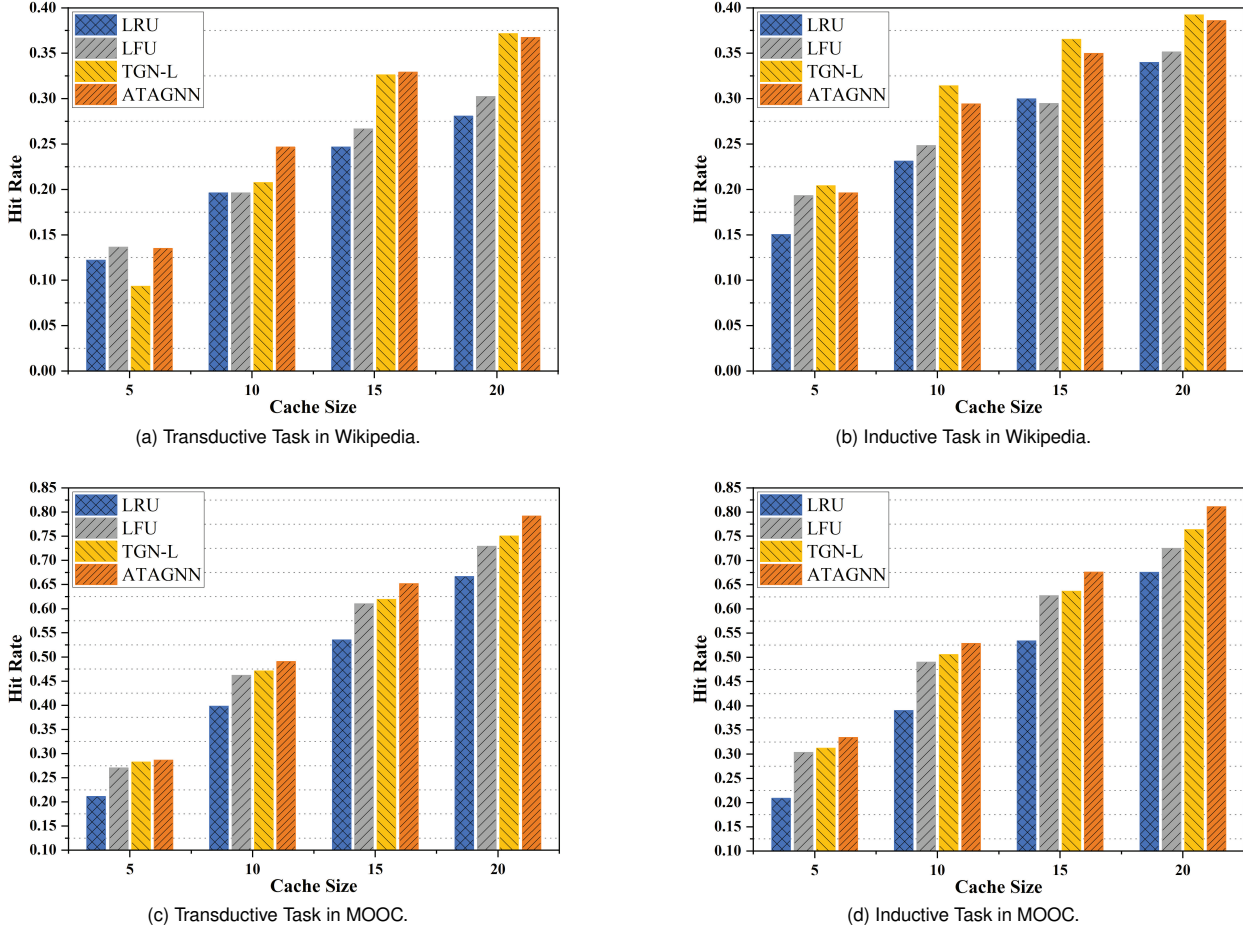 0.40
0.35
0.30
0.25
0.20
0.15
0.10
0.05
0.00
Hit Rate
LRU
LFU
TGN-L
ATAGNN
5 10 15 20
Cache Size
(a) Transductive Task in Wikipedia.
0.40
0.35
0.30
0.25
0.20
0.15
0.10
0.05
0.00
Hit Rate
LRU
LFU
TGN-L
ATAGNN
5 10 15 20
Cache Size
(b) Inductive Task in Wikipedia.
0.85
0.80
0.75
0.70
0.65
0.60
0.55
0.50
0.45
0.40
0.35
0.30
0.25
0.20
0.15
0.10
Hit Rate
LRU
LFU
TGN-L
ATAGNN
5 10 15 20
Cache Size
(c) Transductive Task in MOOC.
0.85
0.80
0.75
0.70
0.65
0.60
0.55
0.50
0.45
0.40
0.35
0.30
0.25
0.20
0.15
0.10
Hit Rate
LRU
LFU
TGN-L
ATAGNN
5 10 15 20
Cache Size
(d) Inductive Task in MOOC.